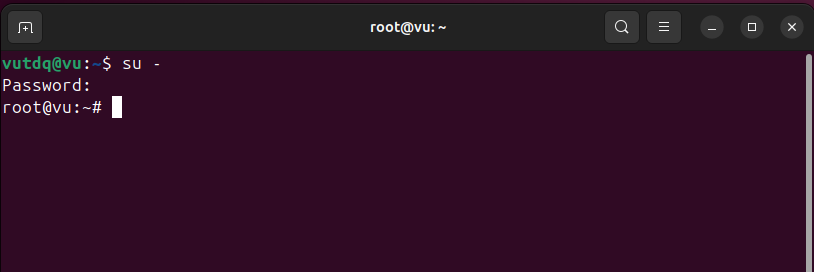 root@vu: ~
vutdq@vu:~$ su -
Password:
root@vu:~#